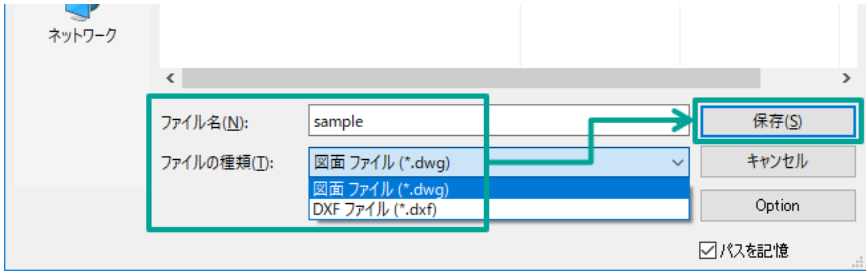 ネットワーク
ファイル名(N):
sample
保存(S)
ファイルの種類(T):
図面 ファイル (*.dwg)
キャンセル
図面 ファイル (*.dwg)
DXF ファイル (*.dxf)
Option
パスを記憶